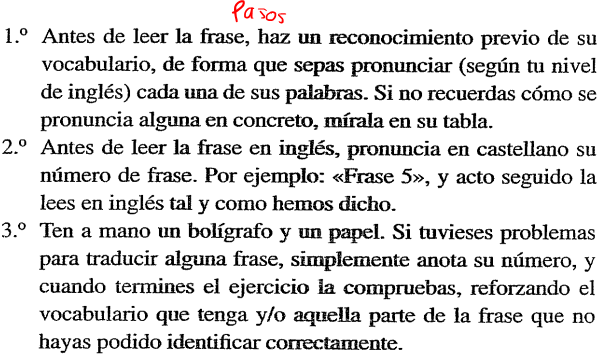 Pasos
1.º Antes de leer la frase, haz un reconocimiento previo de su
vocabulario, de forma que sepas pronunciar (según tu nivel
de inglés) cada una de sus palabras. Si no recuerdas cómo se
pronuncia alguna en concreto, mírala en su tabla.
2.º Antes de leer la frase en inglés, pronuncia en castellano su
número de frase. Por ejemplo: «Frase 5», y acto seguido la
lees en inglés tal y como hemos dicho.
3.º Ten a mano un bolígrafo y un papel. Si tuvieses problemas
para traducir alguna frase, simplemente anota su número, y
cuando termines el ejercicio la compruebas, reforzando el
vocabulario que tenga y/o aquella parte de la frase que no
hayas podido identificar correctamente.